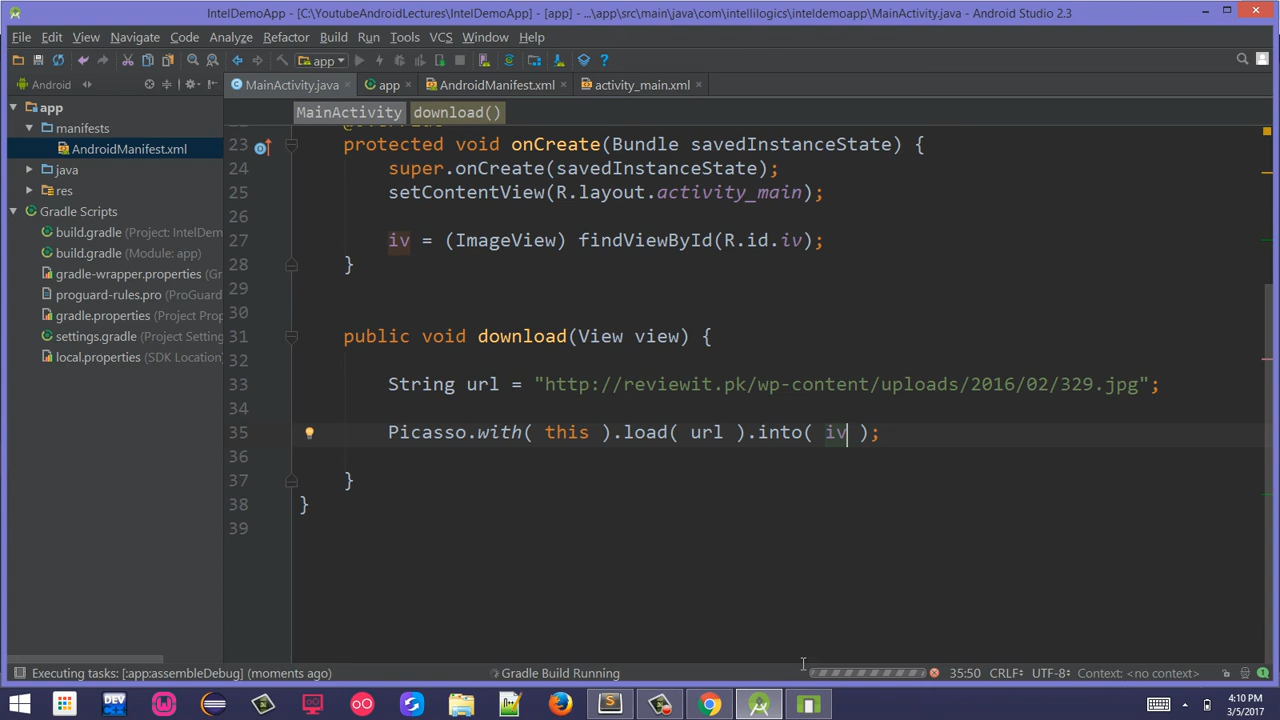 IntelDemoApp - [C:\YoutubeAndroidLectures\IntelDemoApp] - [app] - ...\app\src\main\java\com\intellilogics\inteldemoapp\MainActivity.java - Android Studio 2.3
File Edit View Navigate Code Analyze Refactor Build Run Tools VCS Window Help
app
Android
MainActivity.java app AndroidManifest.xml activity_main.xml
MainActivity download()
app
manifests
AndroidManifest.xml
java
res
Gradle Scripts
build.gradle (Project: IntelDem
build.gradle (Module: app)
gradle-wrapper.properties (Gr
proguard-rules.pro (ProGuar
gradle.properties (Project Prop
settings.gradle (Project Setting
local.properties (SDK Location)
23 protected void onCreate(Bundle savedInstanceState) {
24 super.onCreate(savedInstanceState);
25 setContentView(R.layout.activity_main);
26
27 iv = (ImageView) findViewById(R.id.iv);
28 }
29
30
31 public void download(View view) {
32
33 String url = "http://reviewit.pk/wp-content/uploads/2016/02/329.jpg";
34
35 Picasso.with( this ).load( url ).into( iv );
36
37 }
38 }
39
Executing tasks: [:app:assembleDebug] (moments ago) Gradle Build Running 35:50 CRLF÷ UTF-8÷ Context: <no context>
DEV
4:10 PM
3/5/2017